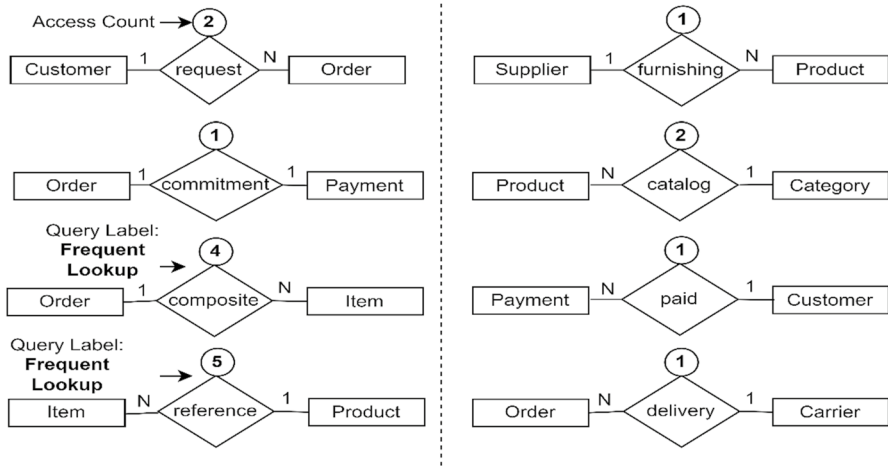 Access Count 2
Customer 1 request N Order
1
Order 1 commitment 1 Payment
Query Label:
Frequent
Lookup
4
Order 1 composite N Item
Query Label:
Frequent
Lookup
5
Item N reference 1 Product
1
Supplier 1 furnishing N Product
2
Product N catalog 1 Category
1
Payment N paid 1 Customer
1
Order N delivery 1 Carrier